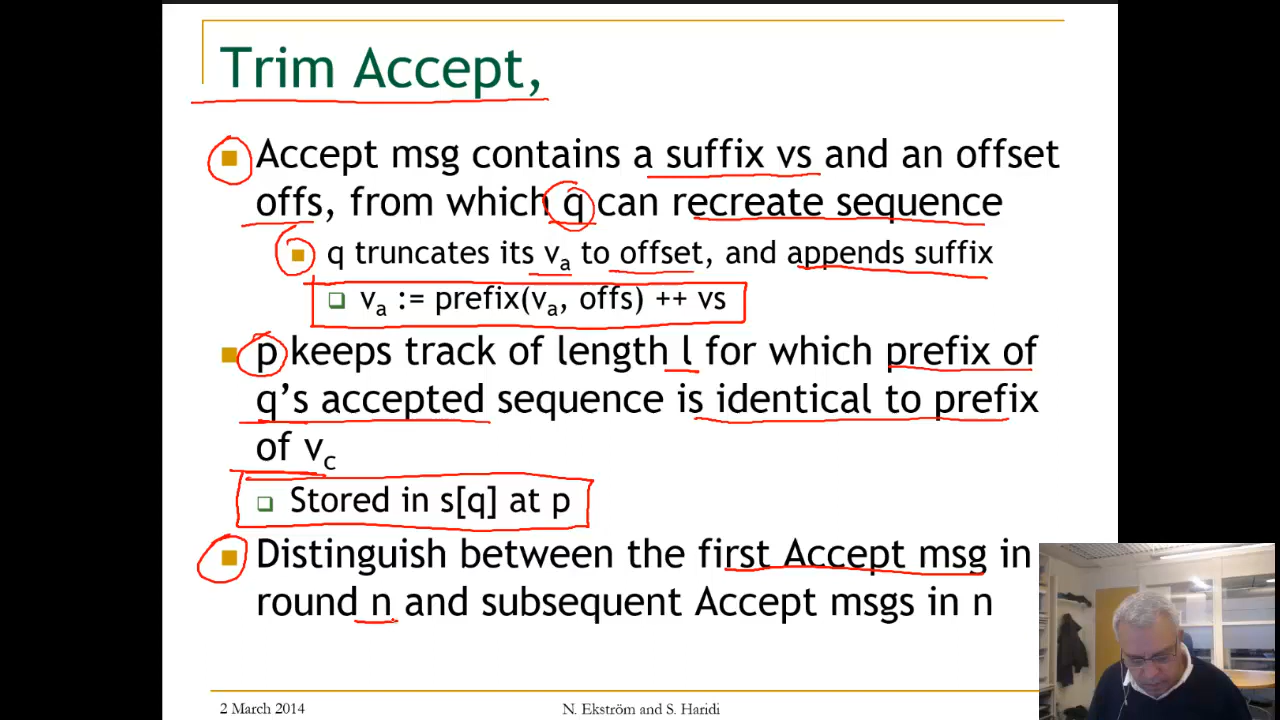 Trim Accept,
Accept msg contains a suffix vs and an offset
offs, from which q can recreate sequence
q truncates its va to offset, and appends suffix
va := prefix(va, offs) ++ vs
p keeps track of length l for which prefix of
q's accepted sequence is identical to prefix
of vc
Stored in s[q] at p
Distinguish between the first Accept msg in
round n and subsequent Accept msgs in n
2 March 2014
N. Ekström and S. Haridi